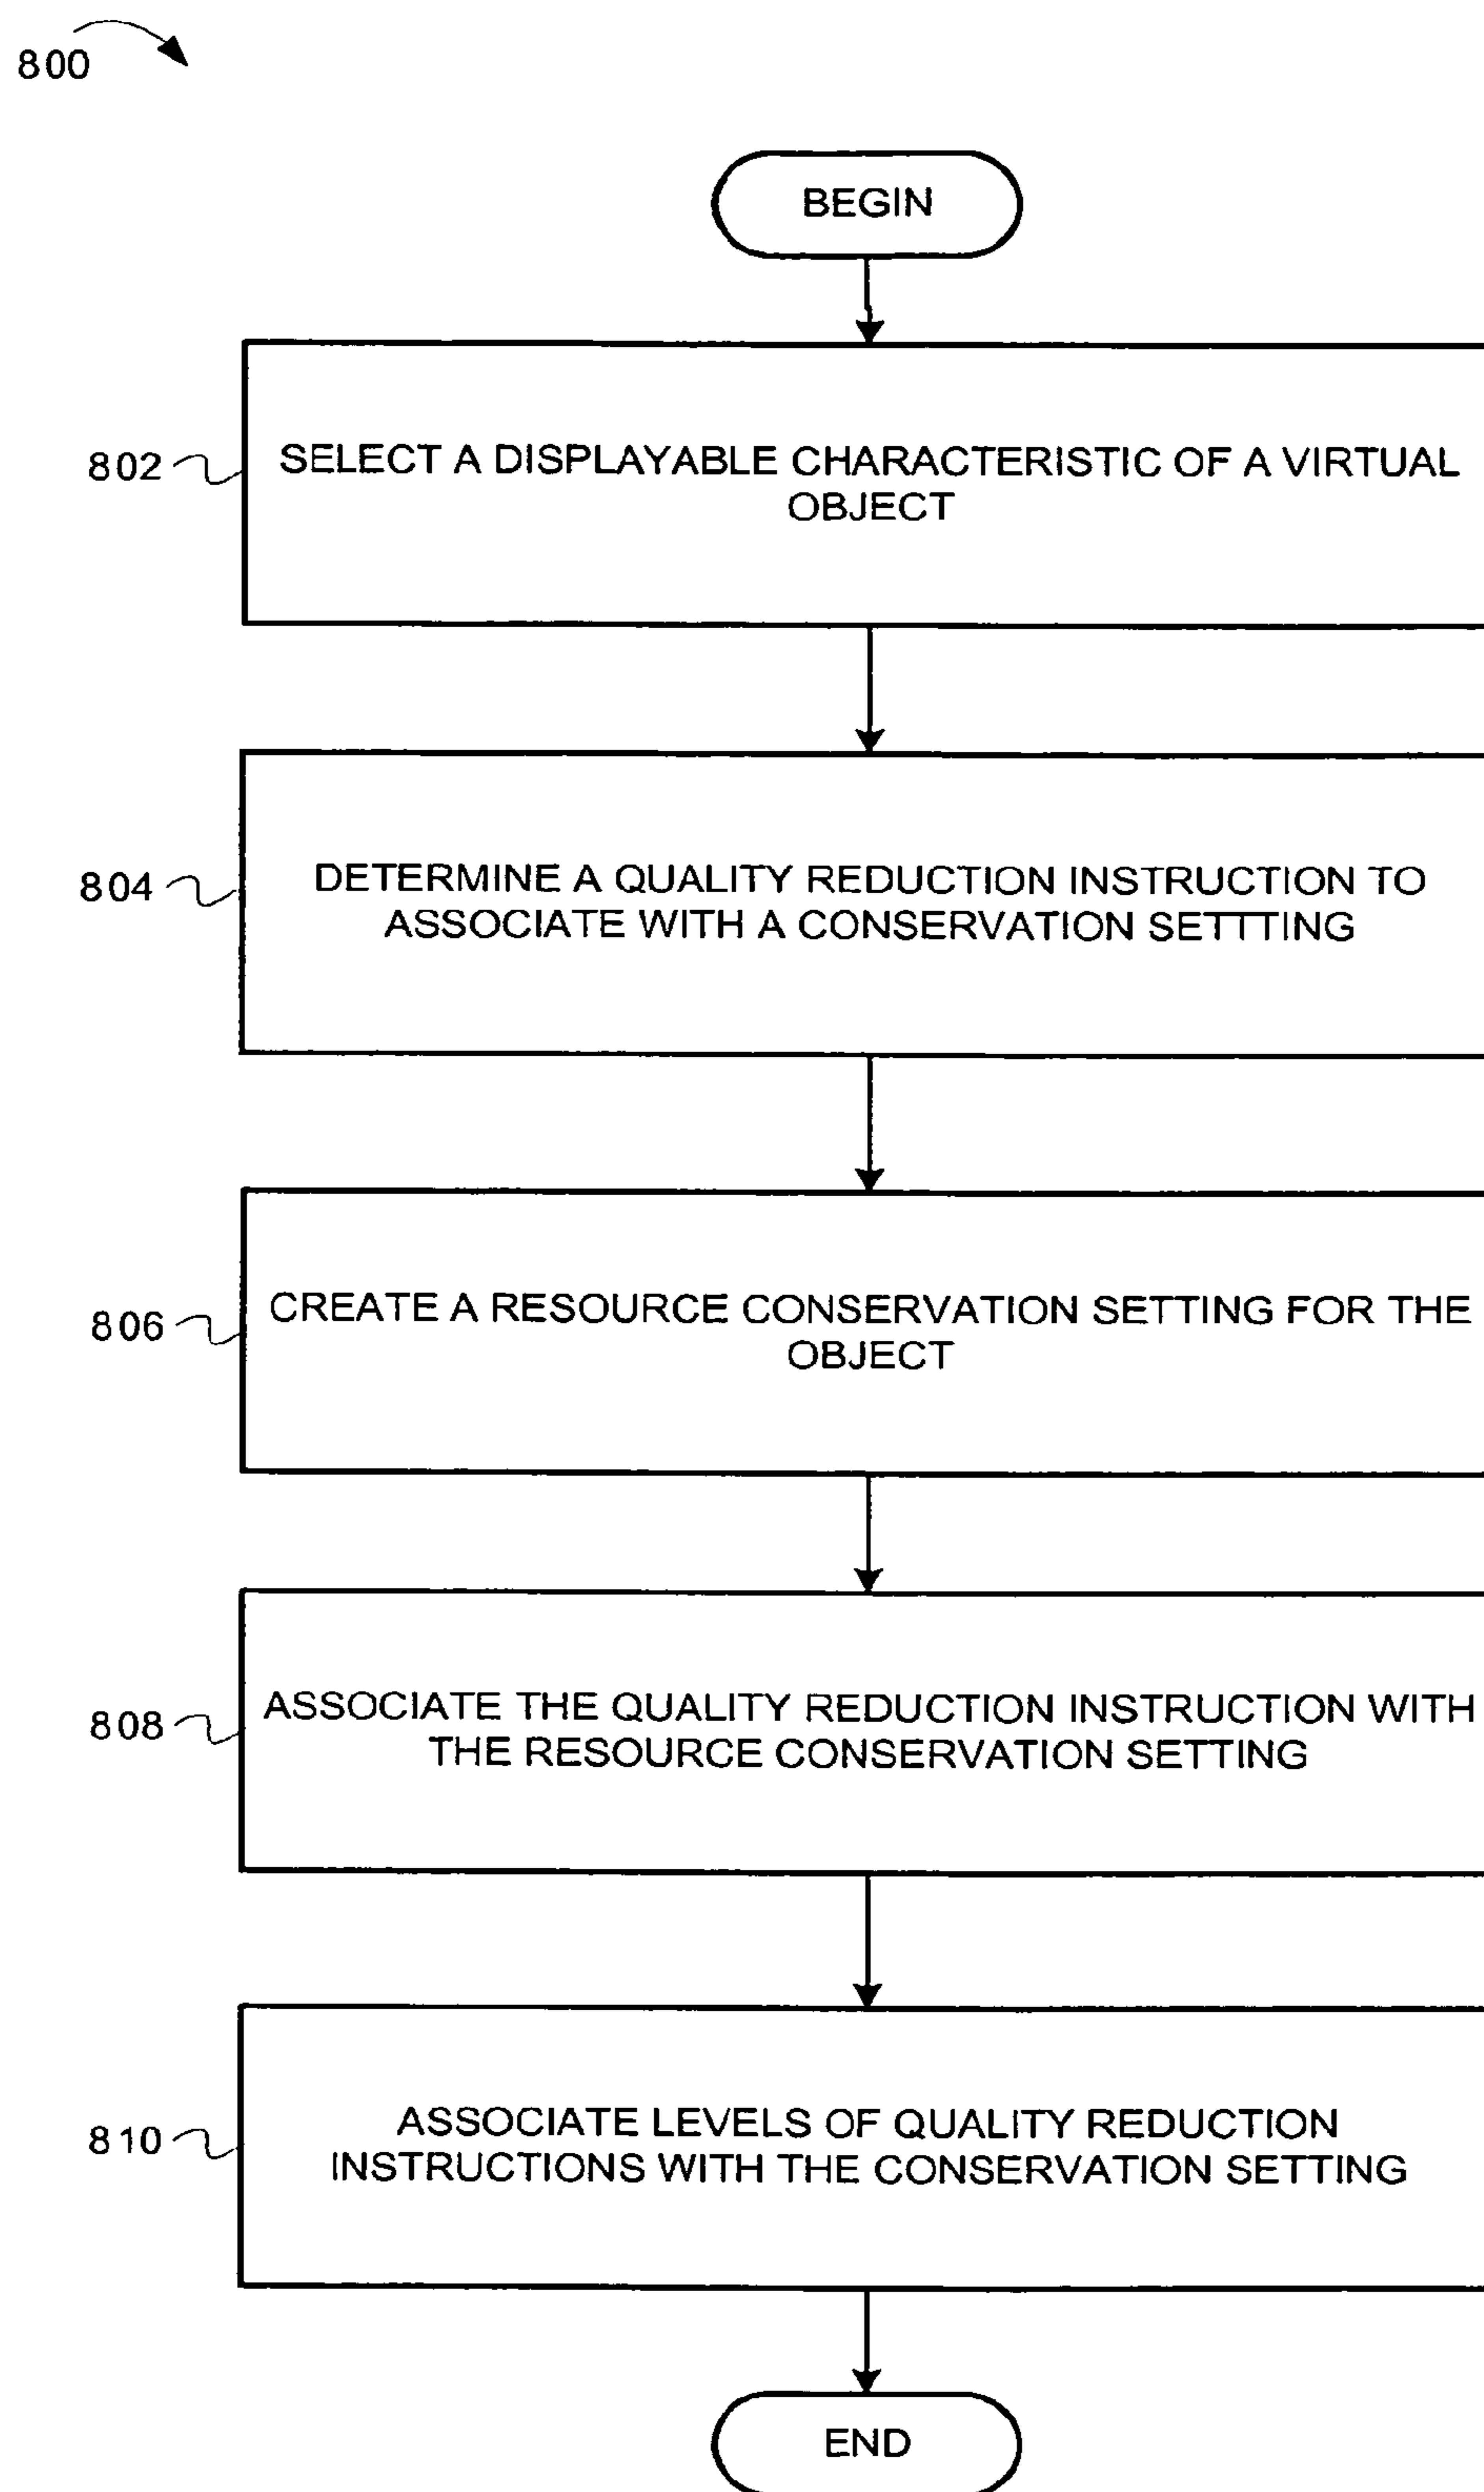 800
BEGIN
802
SELECT A DISPLAYABLE CHARACTERISTIC OF A VIRTUAL
OBJECT
804
DETERMINE A QUALITY REDUCTION INSTRUCTION TO
ASSOCIATE WITH A CONSERVATION SETTTING
806
CREATE A RESOURCE CONSERVATION SETTING FOR THE
OBJECT
808
ASSOCIATE THE QUALITY REDUCTION INSTRUCTION WITH
THE RESOURCE CONSERVATION SETTING
810
ASSOCIATE LEVELS OF QUALITY REDUCTION
INSTRUCTIONS WITH THE CONSERVATION SETTING
END